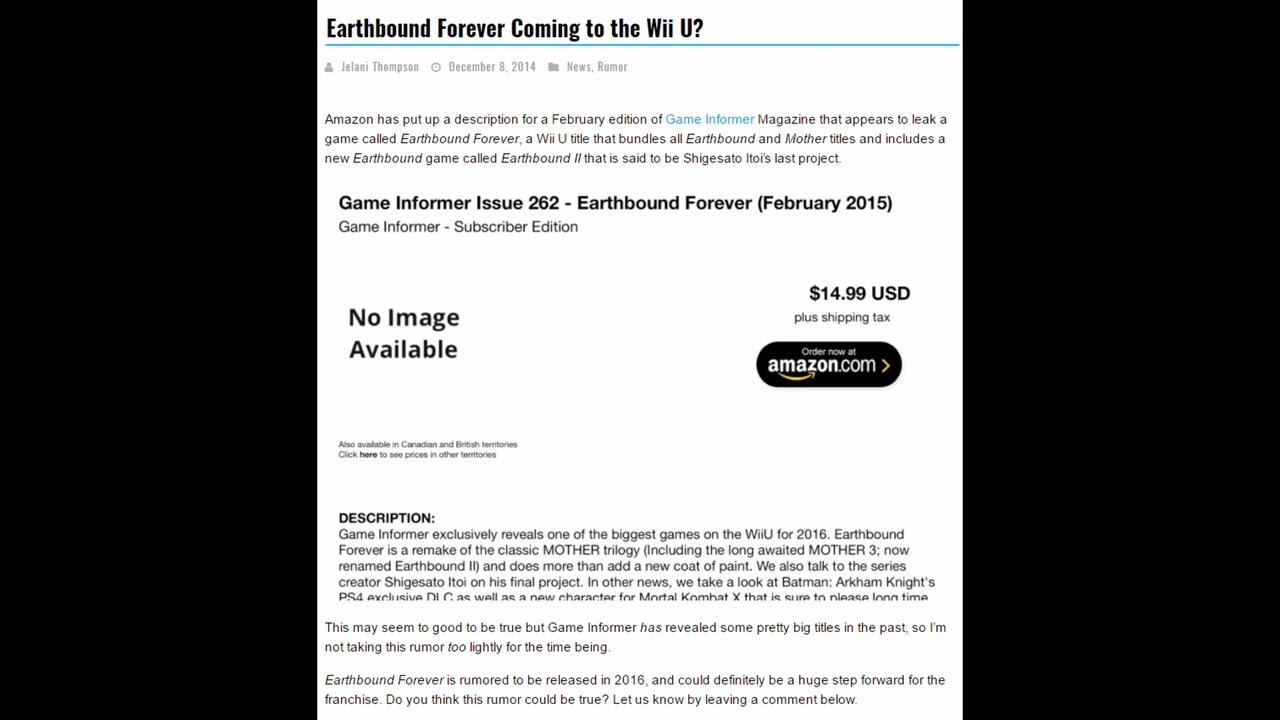 Earthbound Forever Coming to the Wii U?
Jelani Thompson December 8, 2014 News, Rumor
Amazon has put up a description for a February edition of Game Informer Magazine that appears to leak a
game called Earthbound Forever, a Wii U title that bundles all Earthbound and Mother titles and includes a
new Earthbound game called Earthbound II that is said to be Shigesato Itoi's last project.
Game Informer Issue 262 - Earthbound Forever (February 2015)
Game Informer - Subscriber Edition
$14.99 USD
plus shipping tax
No Image
Available
Order now at
amazon.com
Also available in Canadian and British territories
Click here to see prices in other territories
DESCRIPTION:
Game Informer exclusively reveals one of the biggest games on the WiiU for 2016. Earthbound
Forever is a remake of the classic MOTHER trilogy (Including the long awaited MOTHER 3; now
renamed Earthbound II) and does more than add a new coat of paint. We also talk to the series
creator Shigesato Itoi on his final project. In other news, we take a look at Batman: Arkham Knight's
PS4 exclusive DLC as well as a new character for Mortal Kombat X that is sure to please long time
This may seem to good to be true but Game Informer has revealed some pretty big titles in the past, so I'm
not taking this rumor too lightly for the time being.
Earthbound Forever is rumored to be released in 2016, and could definitely be a huge step forward for the
franchise. Do you think this rumor could be true? Let us know by leaving a comment below.